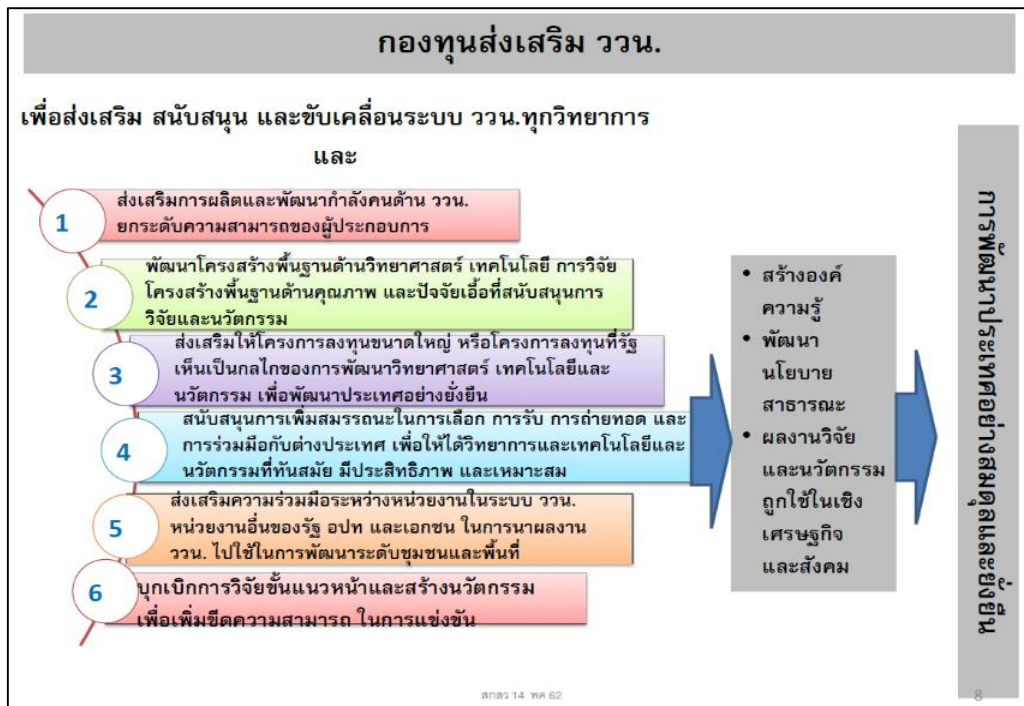 กองทุนส่งเสริม ววน.
เพื่อส่งเสริม สนับสนุน และขับเคลื่อนระบบ ววน.ทุกวิทยาการ
และ
1
ส่งเสริมการผลิตและพัฒนากำลังคนด้าน ววน.
ยกระดับความสามารถของผู้ประกอบการ
2
พัฒนาโครงสร้างพื้นฐานด้านวิทยาศาสตร์ เทคโนโลยี การวิจัย
โครงสร้างพื้นฐานด้านคุณภาพ และปัจจัยเอื้อที่สนับสนุนการ
วิจัยและนวัตกรรม
3
ส่งเสริมให้โครงการลงทุนขนาดใหญ่ หรือโครงการลงทุนที่รัฐ
เห็นเป็นกลไกของการพัฒนาวิทยาศาสตร์ เทคโนโลยีและ
นวัตกรรม เพื่อพัฒนาประเทศอย่างยั่งยืน
4
สนับสนุนการเพิ่มสมรรถนะในการเลือก การรับ การถ่ายทอด และ
การร่วมมือกับต่างประเทศ เพื่อให้ได้วิทยาการและเทคโนโลยีและ
นวัตกรรมที่ทันสมัย มีประสิทธิภาพ และเหมาะสม
5
ส่งเสริมความร่วมมือระหว่างหน่วยงานในระบบ ววน.
หน่วยงานอื่นของรัฐ อปท และเอกชน ในการนาผลงาน
ววน. ไปใช้ในการพัฒนาระดับชุมชนและพื้นที่
6
บุกเบิกการวิจัยขั้นแนวหน้าและสร้างนวัตกรรม
เพื่อเพิ่มขีดความสามารถ ในการแข่งขัน
• สร้างองค์
ความรู้
• พัฒนา
นโยบาย
สาธารณะ
• ผลงานวิจัย
และนวัตกรรม
ถูกใช้ในเชิง
เศรษฐกิจ
และสังคม
การพัฒนาประเทศอย่างสมดุลและยั่งยืน
สกสว 14 พค 62
8